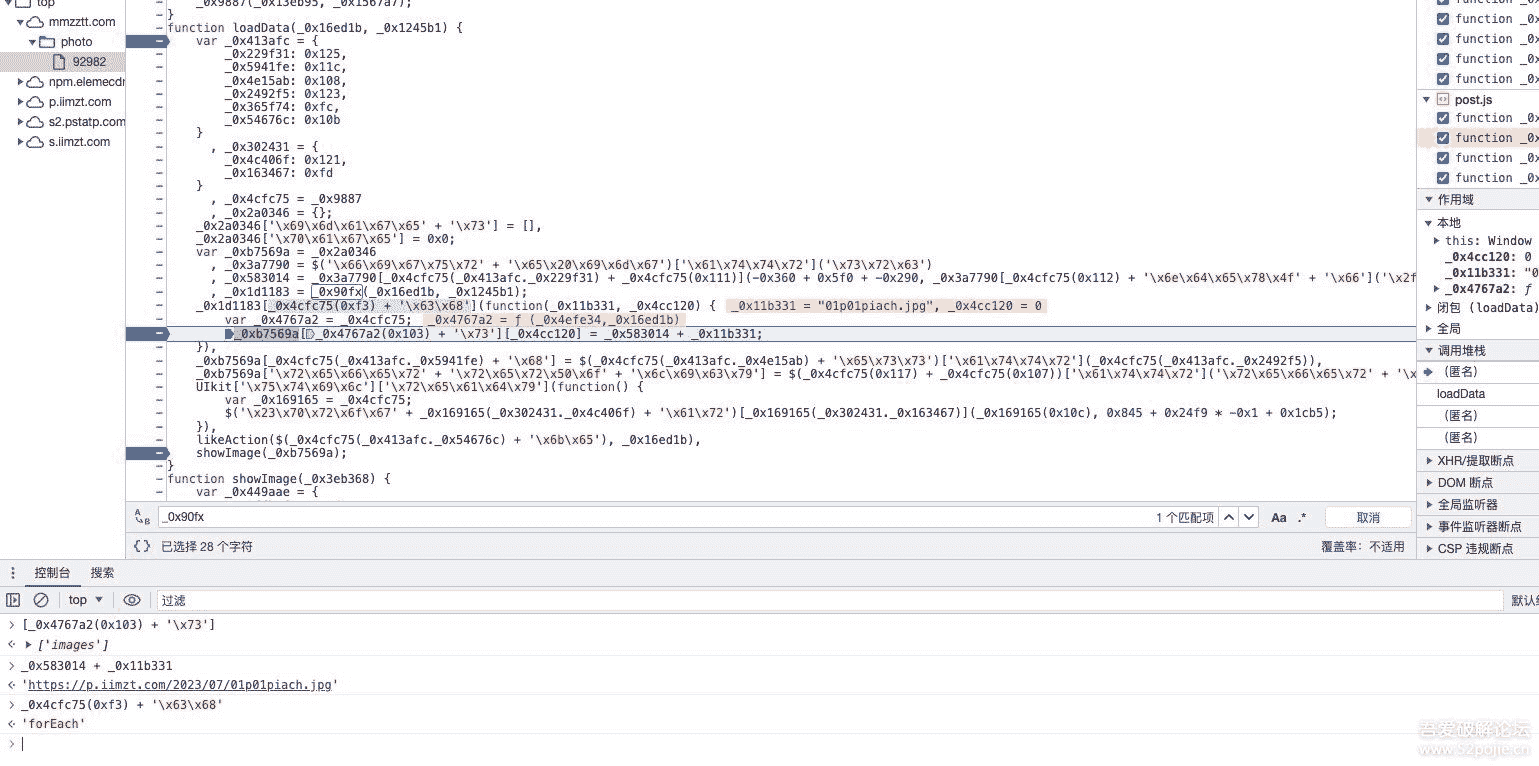 top
mmzztt.com
photo
92982
npm.elemecdn
p.iimzt.com
s2.pstatp.com
s.iimzt.com
_0x9887(_0x13eb95, _0x1567a7);
}
function loadData(_0x16ed1b, _0x1245b1) {
var _0x413afc = {
_0x229f31: 0x125,
_0x5941fe: 0x11c,
_0x4e15ab: 0x108,
_0x2492f5: 0x123,
_0x365f74: 0xfc,
_0x54676c: 0x10b
}
, _0x302431 = {
_0x4c406f: 0x121,
_0x163467: 0xfd
}
, _0x4cfc75 = _0x9887
, _0x2a0346 = {};
_0x2a0346['\x69\x6d\x61\x67\x65' + '\x73'] = [],
_0x2a0346['\x70\x61\x67\x65'] = 0x0;
var _0xb7569a = _0x2a0346
, _0x3a7790 = $('\x66\x69\x67\x75\x72' + '\x65\x20\x69\x6d\x67')['\x61\x74\x74\x72']('\x73\x72\x63')
, _0x583014 = _0x3a7790[_0x4cfc75(_0x413afc._0x229f31) + _0x4cfc75(0x111)](-0x360 + 0x5f0 + -0x290, _0x3a7790[_0x4cfc75(0x112) + '\x6e\x64\x65\x78\x4f' + '\x66']('\x2f
, _0x1d1183 = _0x90fx(_0x16ed1b, _0x1245b1);
_0x1d1183[_0x4cfc75(0xf3) + '\x63\x68'](function(_0x11b331, _0x4cc120) { _0x11b331 = "01p01piach.jpg", _0x4cc120 = 0
var _0x4767a2 = _0x4cfc75; _0x4767a2 = ƒ (_0x4efe34,_0x16ed1b)
_0xb7569a[_0x4767a2(0x103) + '\x73'][_0x4cc120] = _0x583014 + _0x11b331;
}),
_0xb7569a[_0x4cfc75(_0x413afc._0x5941fe) + '\x68'] = $(_0x4cfc75(_0x413afc._0x4e15ab) + '\x65\x73\x73')['\x61\x74\x74\x72'](_0x4cfc75(_0x413afc._0x2492f5)),
_0xb7569a['\x72\x65\x66\x65\x72' + '\x72\x65\x72\x50\x6f' + '\x6c\x69\x63\x79'] = $(_0x4cfc75(0x117) + _0x4cfc75(0x107))['\x61\x74\x74\x72']('\x72\x65\x66\x65\x72' + '\x
UIkit['\x75\x74\x69\x6c']['\x72\x65\x61\x64\x79'](function() {
var _0x169165 = _0x4cfc75;
$('\x23\x70\x72\x6f\x67' + _0x169165(_0x302431._0x4c406f) + '\x61\x72')[_0x169165(_0x302431._0x163467)](_0x169165(0x10c), 0x845 + 0x24f9 * -0x1 + 0x1cb5);
}),
likeAction($(_0x4cfc75(_0x413afc._0x54676c) + '\x6b\x65'), _0x16ed1b),
showImage(_0xb7569a);
}
function showImage(_0x3eb368) {
var _0x449aae = {
_0x90fx
1 个匹配项
Aa
.*
取消
{} 已选择 28 个字符
覆盖率：不适用
function _0x
function _0x
function _0x
function _0x
function _0x
post.js
function _0x
function _0x
function _0x
function _0x
作用域
本地
this: Window
_0x4cc120: 0
_0x11b331: "0
_0x4767a2: ƒ
闭包 (loadData)
全局
调用堆栈
(匿名)
loadData
(匿名)
(匿名)
XHR/提取断点
DOM 断点
全局监听器
事件监听器断点
CSP 违规断点
控制台
搜索
top
过滤
默认
> [_0x4767a2(0x103) + '\x73']
['images']
> _0x583014 + _0x11b331
'https://p.iimzt.com/2023/07/01p01piach.jpg'
> _0x4cfc75(0xf3) + '\x63\x68'
'forEach'
>
吾爱破解论坛
www.52pojie.cn